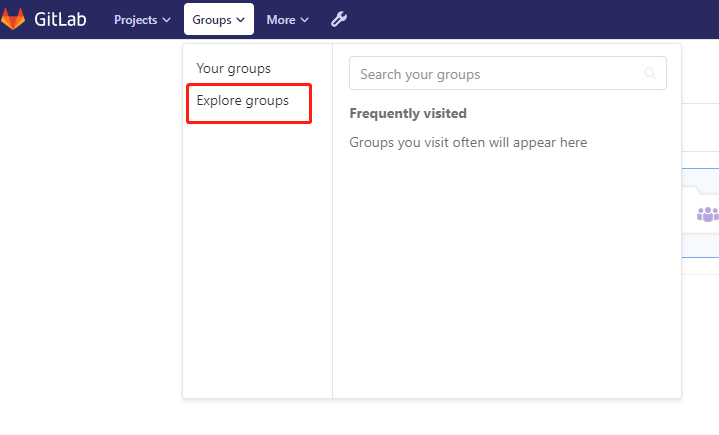 GitLab Projects Groups More
Your groups
Explore groups
Search your groups
Frequently visited
Groups you visit often will appear here